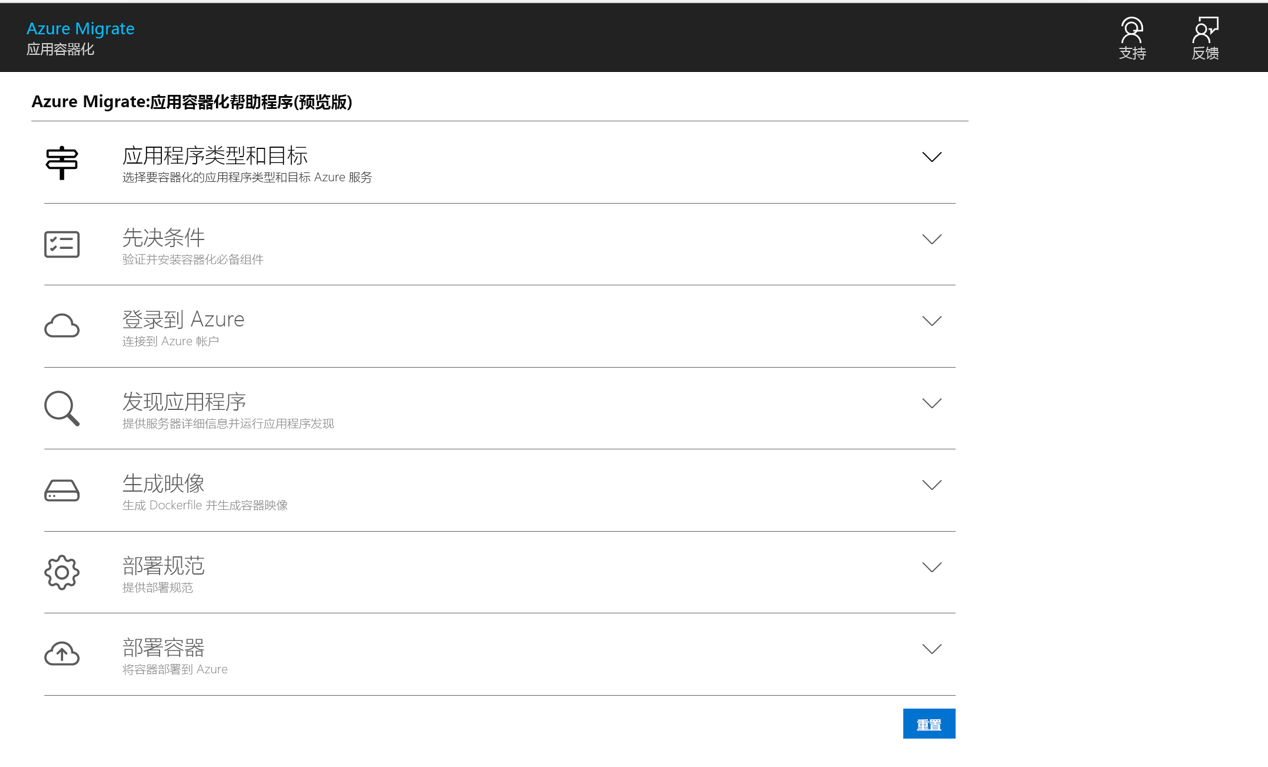 Azure Migrate
应用容器化
支持
反馈
Azure Migrate:应用容器化帮助程序(预览版)
应用程序类型和目标
选择要容器化的应用程序类型和目标 Azure 服务
先决条件
验证并安装容器化必备组件
登录到 Azure
连接到 Azure 帐户
发现应用程序
提供服务器详细信息并运行应用程序发现
生成映像
生成 Dockerfile 并生成容器映像
部署规范
提供部署规范
部署容器
将容器部署到 Azure
重置